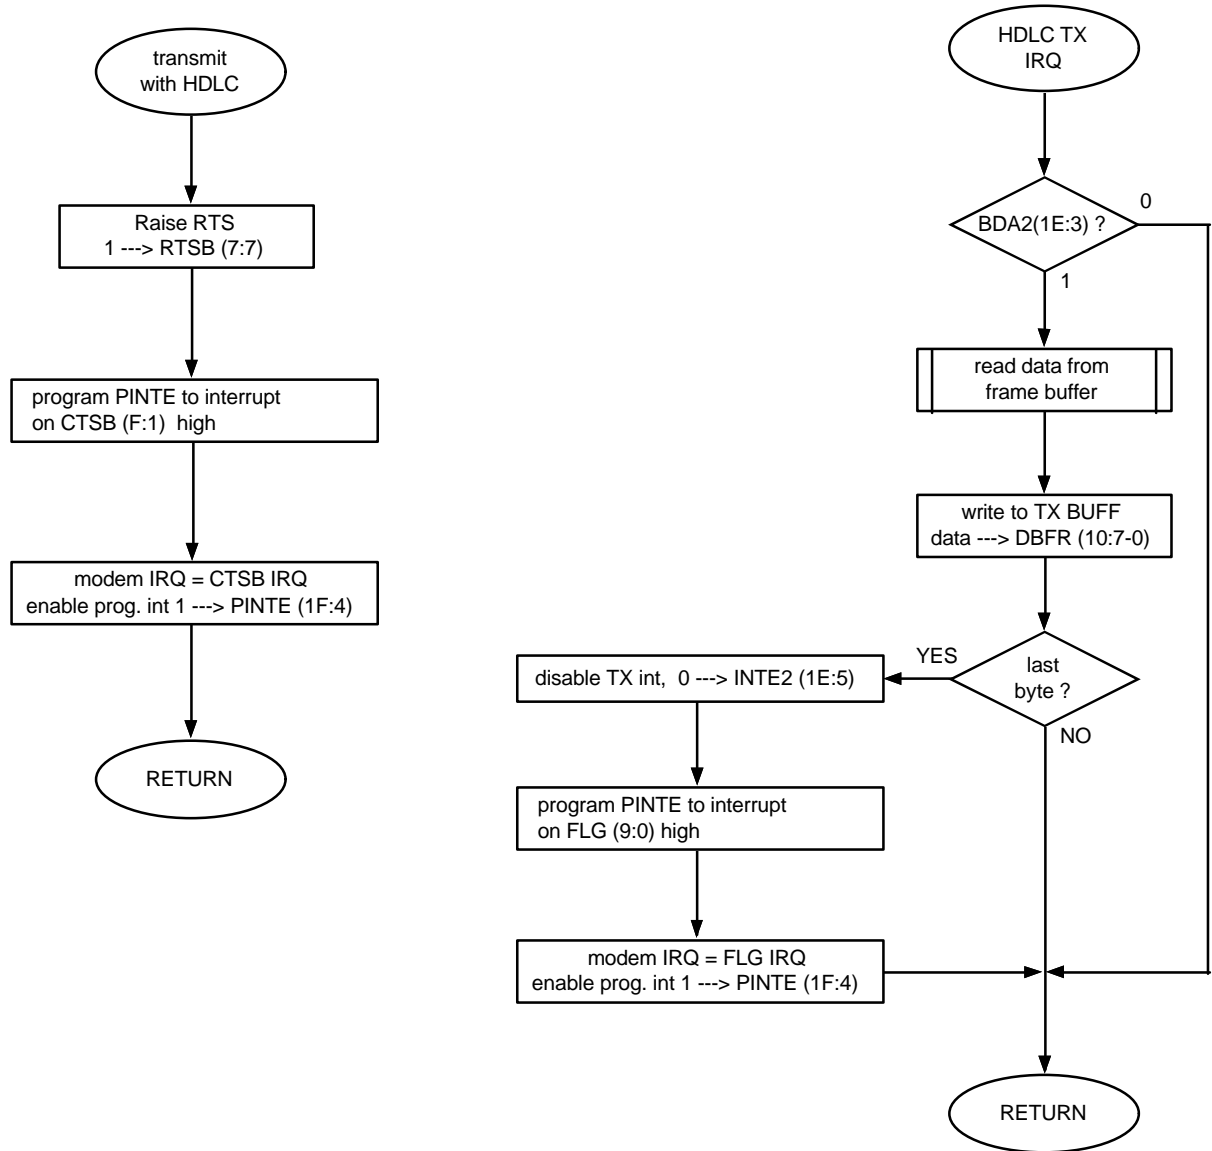 transmit
with HDLC
Raise RTS
1 ---> RTSB (7:7)
program PINTE to interrupt
on CTSB (F:1)  high
modem IRQ = CTSB IRQ
enable prog. int 1 ---> PINTE (1F:4)
RETURN
HDLC TX
IRQ
BDA2(1E:3) ?
0
1
read data from
frame buffer
write to TX BUFF
data ---> DBFR (10:7-0)
last
byte ?
YES
NO
disable TX int,  0 ---> INTE2 (1E:5)
program PINTE to interrupt
on FLG (9:0) high
modem IRQ = FLG IRQ
enable prog. int 1 ---> PINTE (1F:4)
RETURN